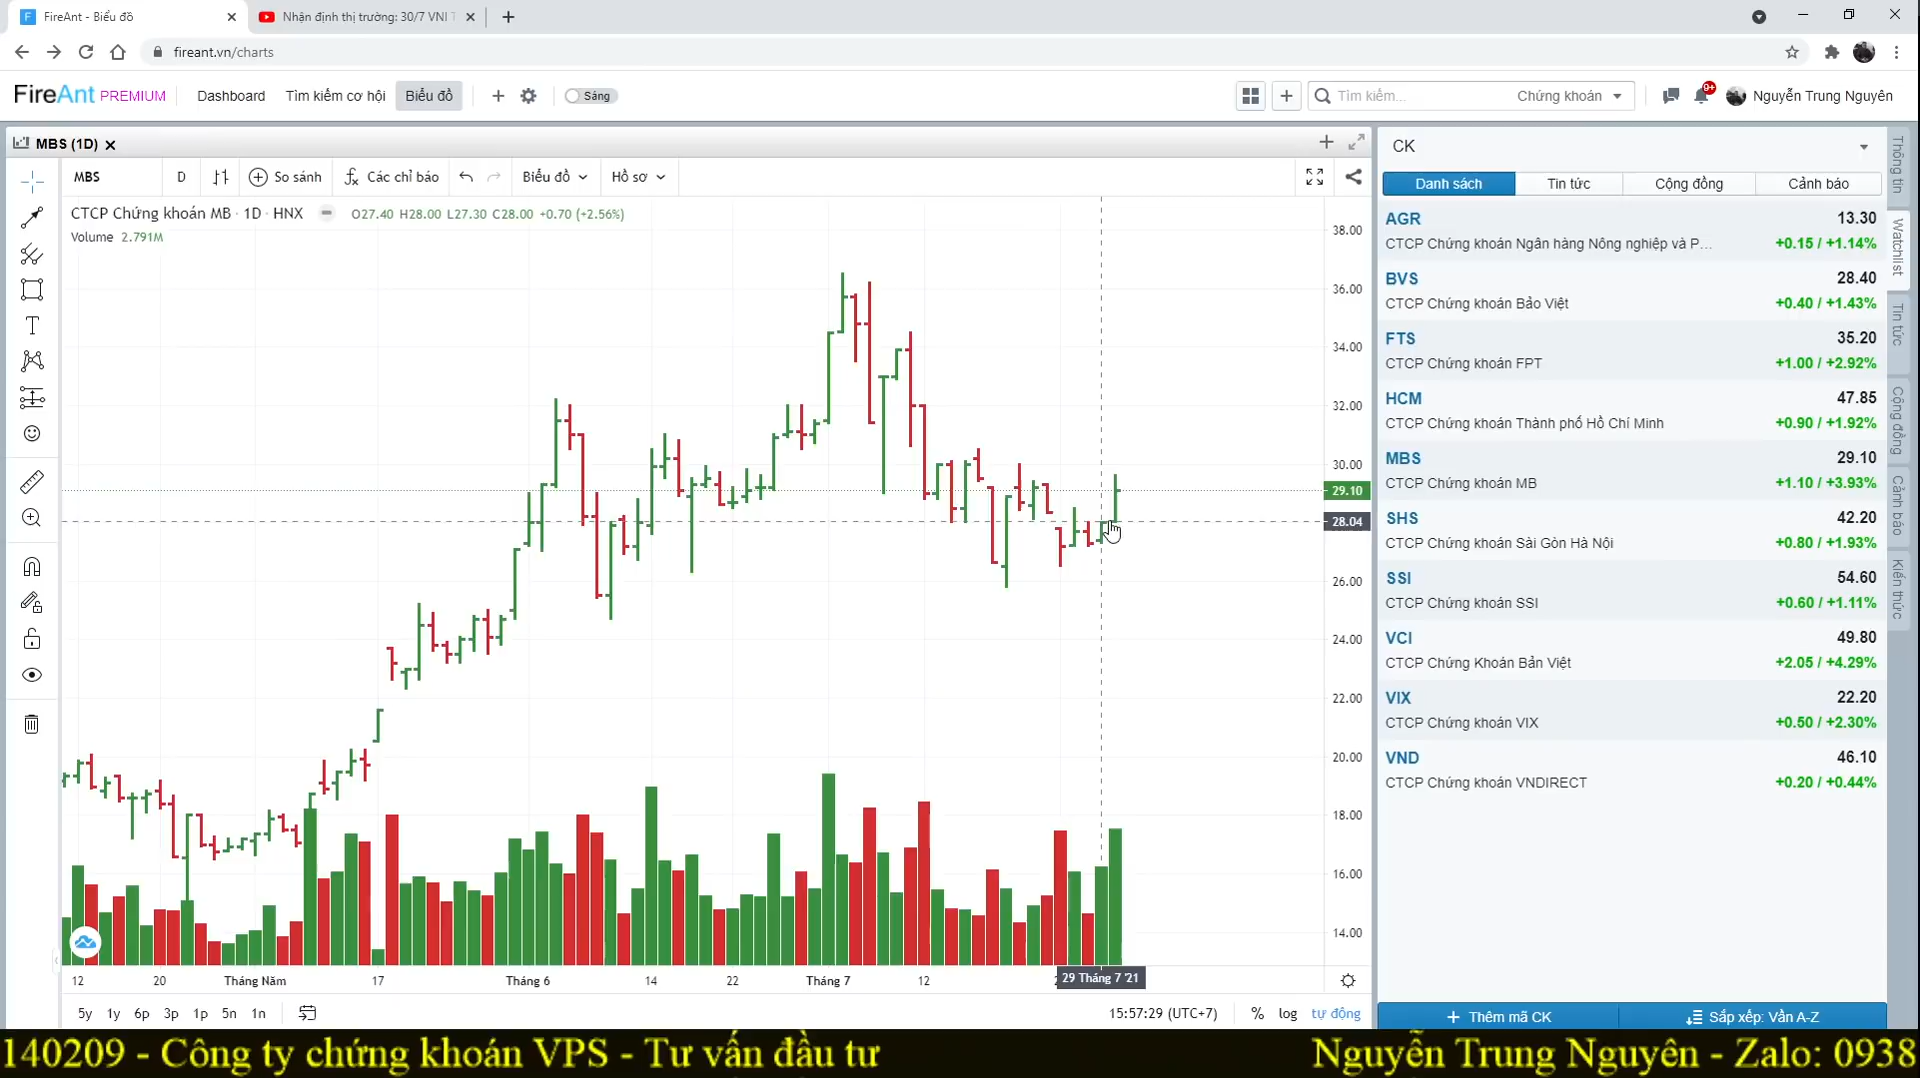 FireAnt - Biểu đồ
Nhận định thị trường: 30/7 VNI T
fireant.vn/charts
FireAnt PREMIUM
Dashboard
Tìm kiếm cơ hội
Biểu đồ
Sáng
Tìm kiếm...
Chứng khoán
9+
Nguyễn Trung Nguyên
MBS (1D)
MBS
D
So sánh
Các chỉ báo
Biểu đồ
Hồ sơ
CTCP Chứng khoán MB · 1D · HNX
O27.40 H28.00 L27.30 C28.00 +0.70 (+2.56%)
Volume 2.791M
38.00
36.00
34.00
32.00
30.00
29.10
28.04
26.00
24.00
22.00
20.00
18.00
16.00
14.00
12
20
Tháng Năm
17
Tháng 6
14
22
Tháng 7
12
29 Tháng 7 '21
5y
1y
6p
3p
1p
5n
1n
15:57:29 (UTC+7)
%
log
tự động
CK
Danh sách
Tin tức
Cộng đồng
Cảnh báo
AGR 13.30
CTCP Chứng khoán Ngân hàng Nông nghiệp và P... +0.15 / +1.14%
BVS 28.40
CTCP Chứng khoán Bảo Việt +0.40 / +1.43%
FTS 35.20
CTCP Chứng khoán FPT +1.00 / +2.92%
HCM 47.85
CTCP Chứng khoán Thành phố Hồ Chí Minh +0.90 / +1.92%
MBS 29.10
CTCP Chứng khoán MB +1.10 / +3.93%
SHS 42.20
CTCP Chứng khoán Sài Gòn Hà Nội +0.80 / +1.93%
SSI 54.60
CTCP Chứng khoán SSI +0.60 / +1.11%
VCI 49.80
CTCP Chứng Khoán Bản Việt +2.05 / +4.29%
VIX 22.20
CTCP Chứng khoán VIX +0.50 / +2.30%
VND 46.10
CTCP Chứng khoán VNDIRECT +0.20 / +0.44%
Thêm mã CK
Sắp xếp: Vần A-Z
Thông tin
Watchlist
Tin tức
Cộng đồng
Cảnh báo
Kiến thức
140209 - Công ty chứng khoán VPS - Tư vấn đầu tư
Nguyễn Trung Nguyên - Zalo: 0938